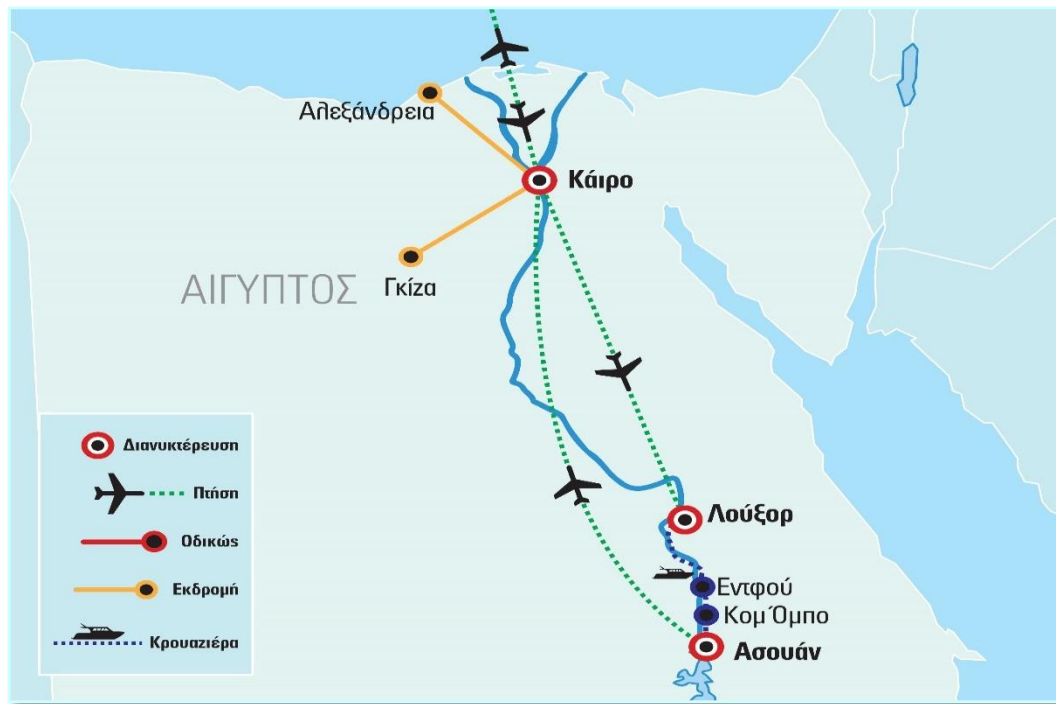 Αλεξάνδρεια
Κάιρο
Γκίζα
ΑΙΓΥΠΤΟΣ
Λούξορ
Εντφού
Κομ Όμπο
Ασουάν
Διανυκτέρευση
Πτήση
Οδικώς
Εκδρομή
Κρουαζιέρα